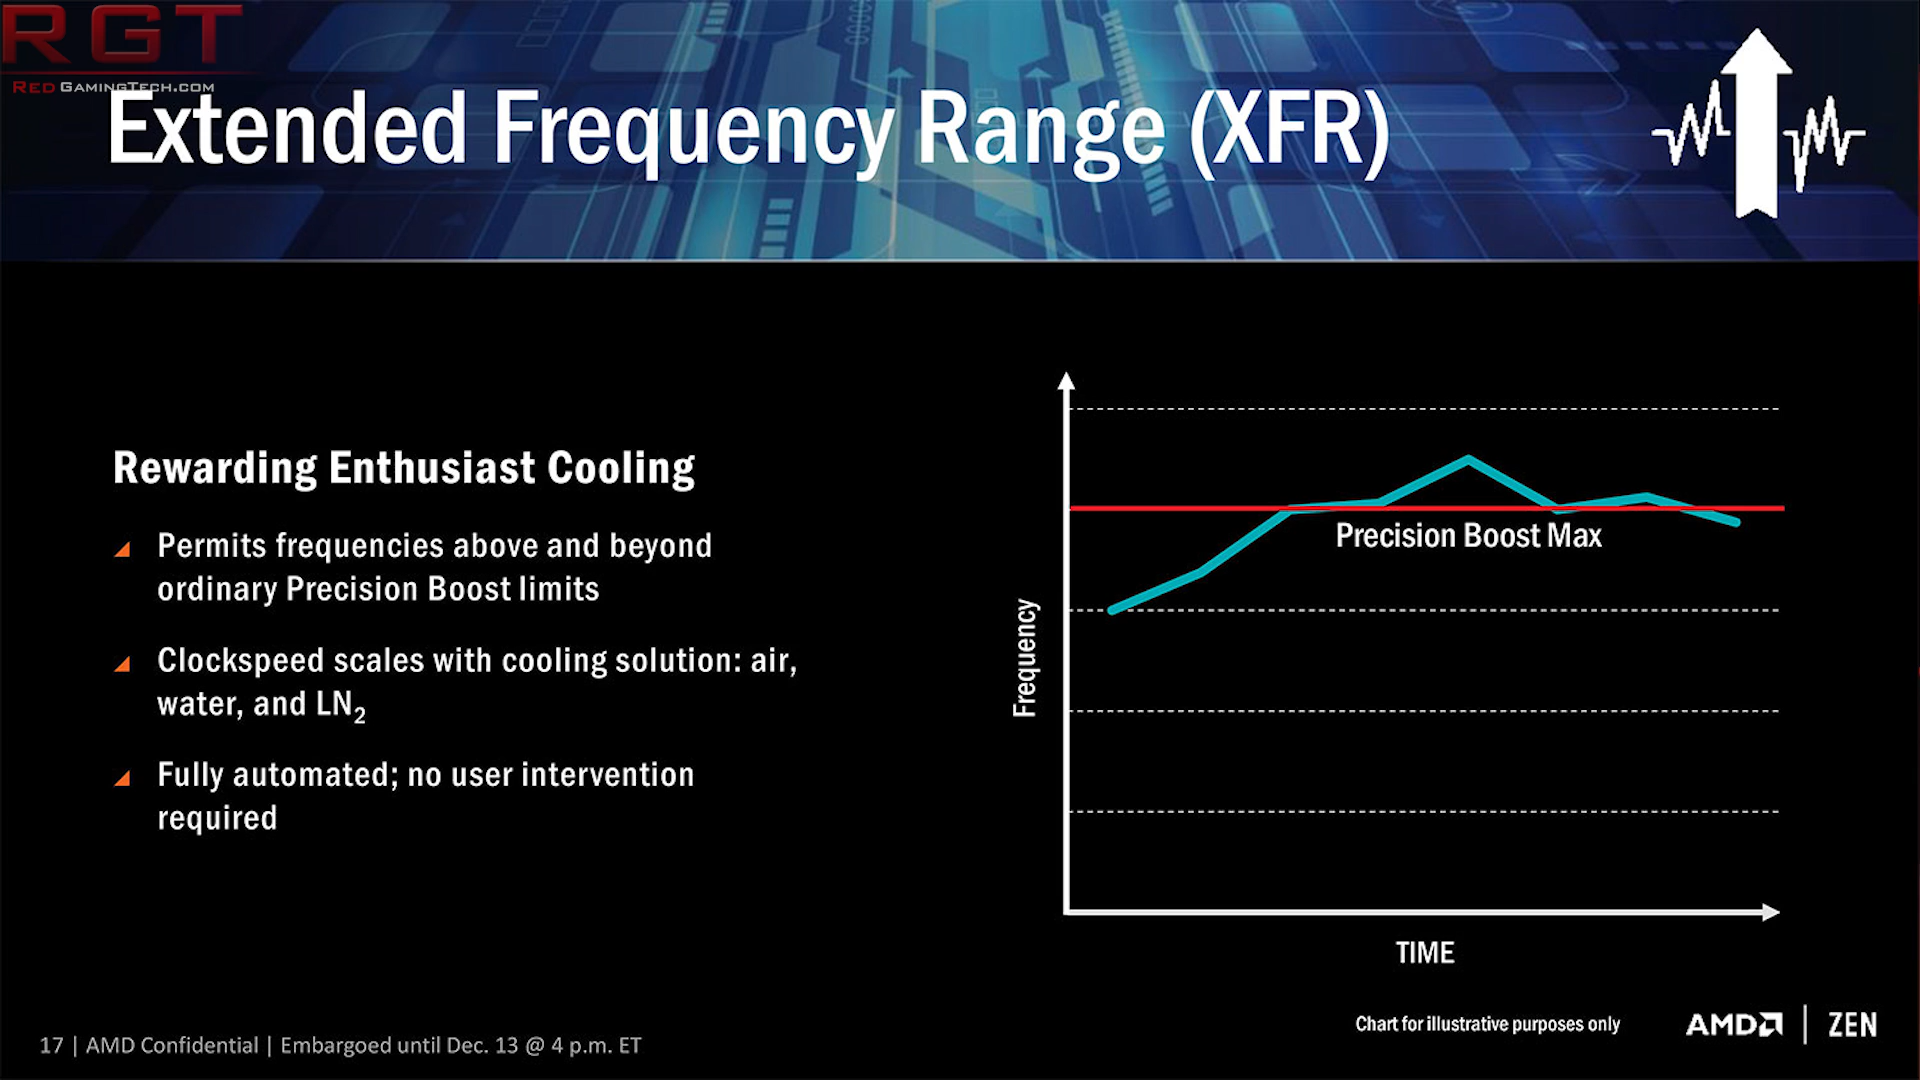 RGT
REDGAMINGTECH.COM
Extended Frequency Range (XFR)
Rewarding Enthusiast Cooling
Permits frequencies above and beyond
ordinary Precision Boost limits
Clockspeed scales with cooling solution: air,
water, and LN₂
Fully automated; no user intervention
required
Precision Boost Max
Frequency
TIME
Chart for illustrative purposes only
AMD | ZEN
17 | AMD Confidential | Embargoed until Dec. 13 @ 4 p.m. ET